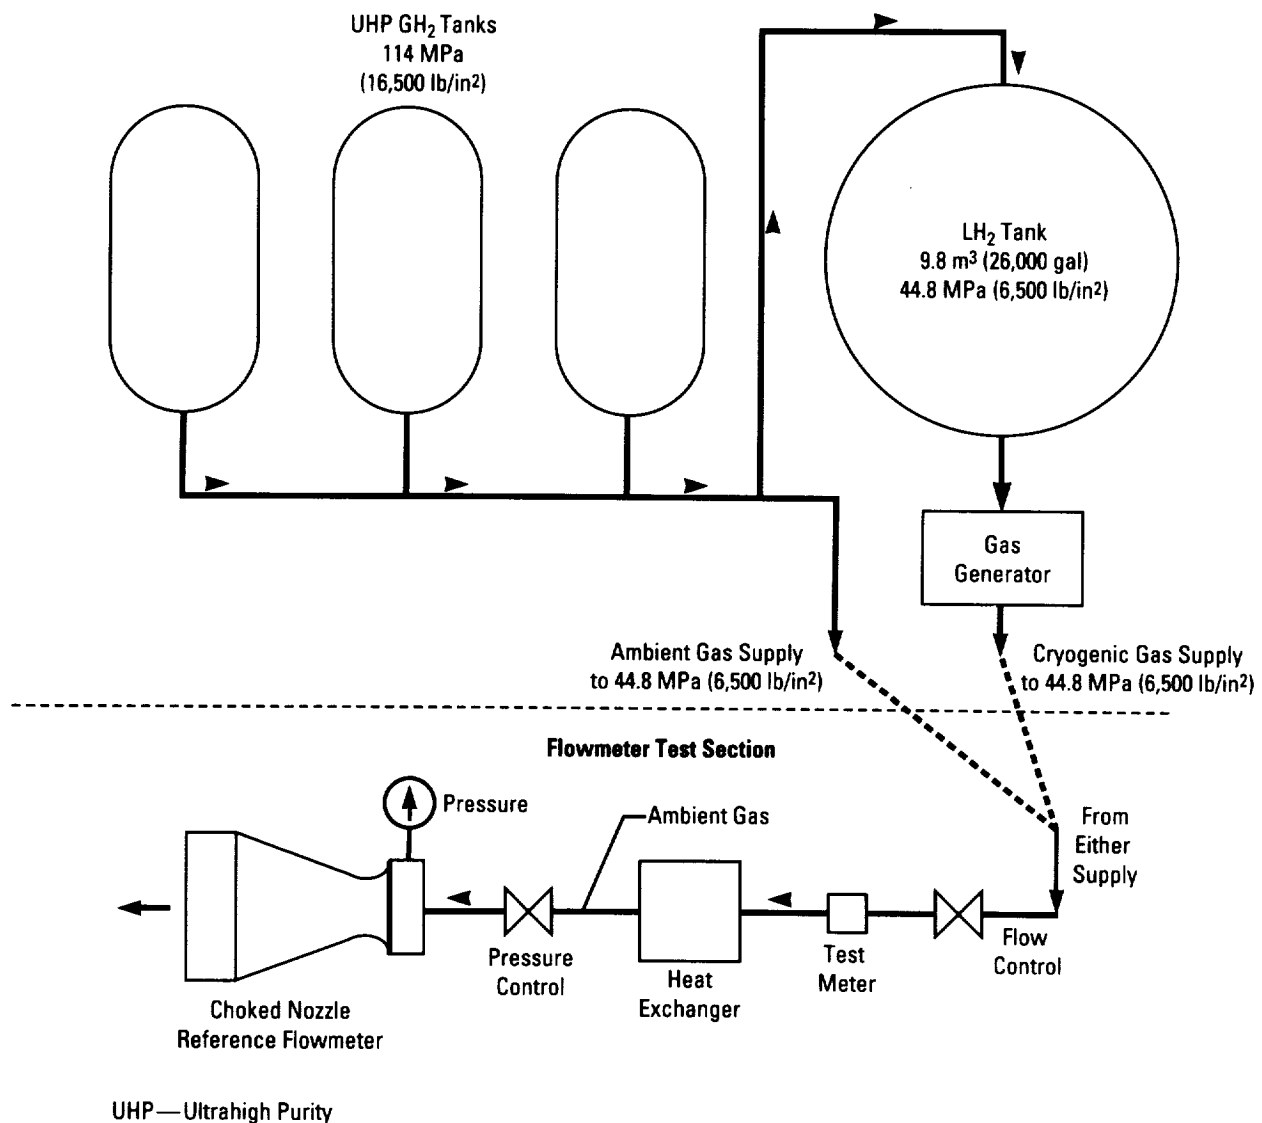 UHP GH2 Tanks
114 MPa
(16,500 lb/in2)
LH2 Tank
9.8 m3 (26,000 gal)
44.8 MPa (6,500 lb/in2)
Gas
Generator
Ambient Gas Supply
to 44.8 MPa (6,500 lb/in2)
Cryogenic Gas Supply
to 44.8 MPa (6,500 lb/in2)
Flowmeter Test Section
Pressure
Ambient Gas
From
Either
Supply
Flow
Control
Test
Meter
Heat
Exchanger
Pressure
Control
Choked Nozzle
Reference Flowmeter
UHP—Ultrahigh Purity